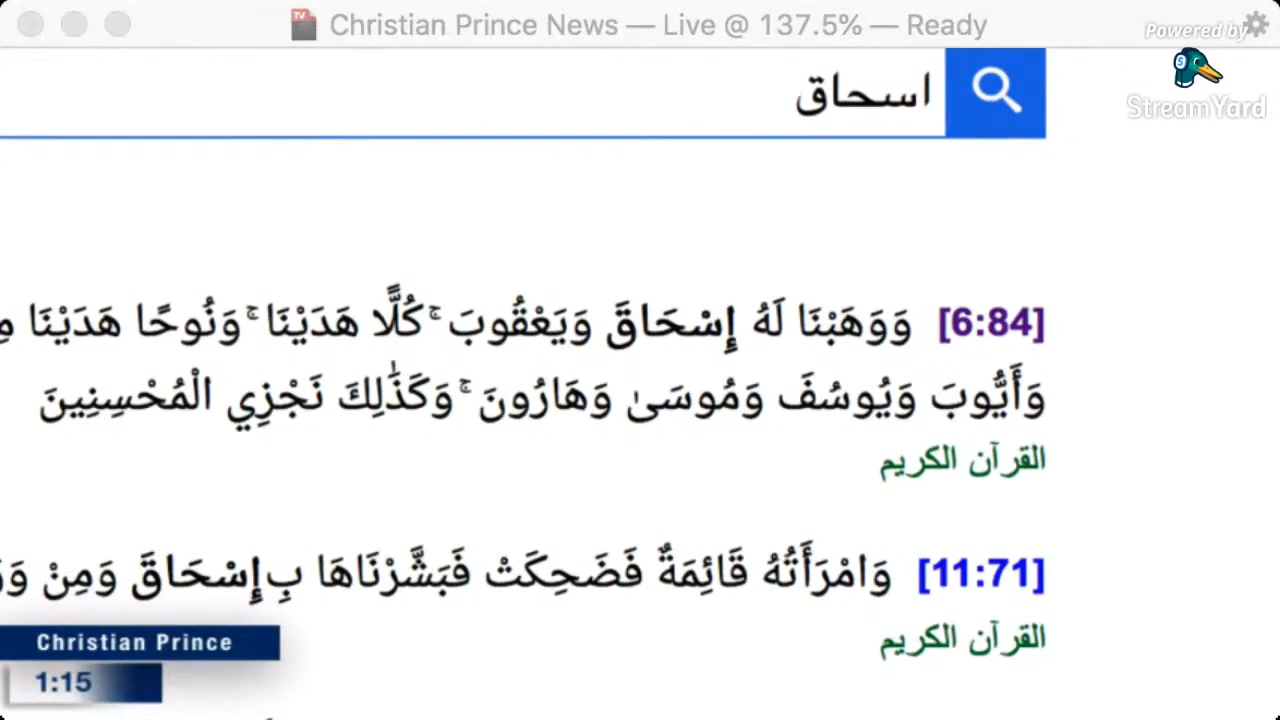 Christian Prince News — Live @ 137.5% — Ready
Powered by
StreamYard
اسحاق
[6:84] وَوَهَبْنَا لَهُ إِسْحَاقَ وَيَعْقُوبَ ۚ كُلًّا هَدَيْنَا ۚ وَنُوحًا هَدَيْنَا
وَأَيُّوبَ وَيُوسُفَ وَمُوسَىٰ وَهَارُونَ ۚ وَكَذَٰلِكَ نَجْزِي الْمُحْسِنِينَ
القرآن الكريم
[11:71] وَامْرَأَتُهُ قَائِمَةٌ فَضَحِكَتْ فَبَشَّرْنَاهَا بِإِسْحَاقَ وَمِنْ
القرآن الكريم
Christian Prince
1:15